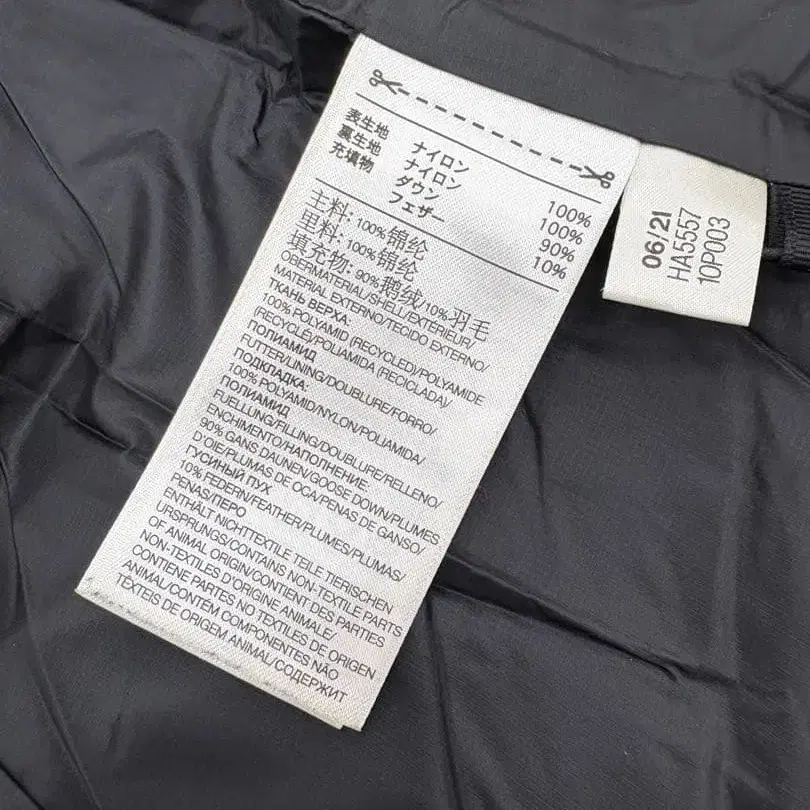 表生地 ナイロン 100%
裏生地 ナイロン 100%
充填物 ダウン 90%
フェザー 10%
主料: 100% 锦纶
里料: 100% 锦纶
填充物: 90% 鹅绒/10% 羽毛
OBERMATERIAL/SHELL/EXTÉRIEUR/
MATERIAL EXTERNO/TECIDO EXTERNO/
ТКАНЬ ВЕРХА:
100% POLYAMID (RECYCLED)/POLYAMIDE
(RECYCLÉ)/POLIAMIDA (RECICLADA)/
ПОЛИАМИД
FUTTER/LINING/DOUBLURE/FORRO/
ПОДКЛАДКА:
100% POLYAMID/NYLON/POLIAMIDA/
ПОЛИАМИД
FUELLUNG/FILLING/DOUBLURE/RELLENO/
ENCHIMENTO/НАПОЛНЕНИЕ
90% GANS DAUNEN/GOOSE DOWN/PLUMES
D'OIE/PLUMAS DE OCA/PENAS DE GANSO/
ГУСИНЫЙ ПУХ
10% FEDERN/FEATHER/PLUMES/PLUMAS/
PENAS/ПЕРО
ENTHÄLT NICHTTEXTILE TEILE TIERISCHEN
URSPRUNGS/CONTAINS NON-TEXTILE PARTS
OF ANIMAL ORIGIN/CONTIENT DES PARTIES
NON-TEXTILES D'ORIGINE ANIMALE/
CONTIENE PARTES NO TEXTILES DE ORIGEN
ANIMAL/CONTÉM COMPONENTES NÃO
TÊXTEIS DE ORIGEM ANIMAL/СОДЕРЖИТ
06/21
HA5557
10P003